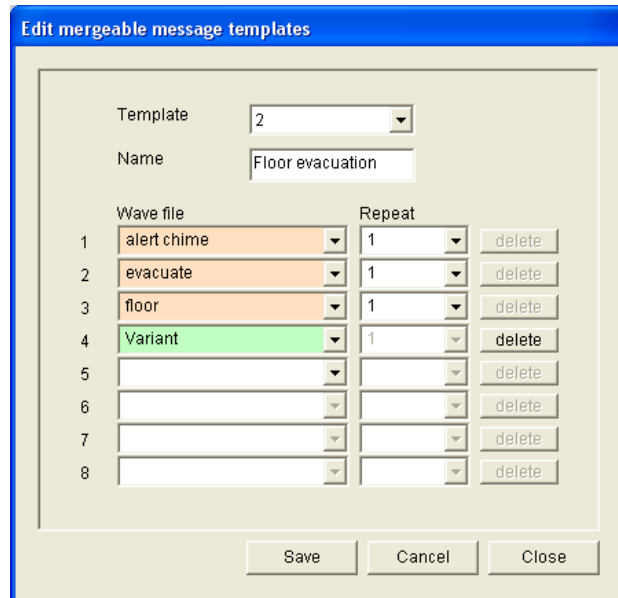 Edit mergeable message templates
Template 2
Name Floor evacuation
Wave file Repeat
1 alert chime 1 delete
2 evacuate 1 delete
3 floor 1 delete
4 Variant 1 delete
5 delete
6 delete
7 delete
8 delete
Save Cancel Close